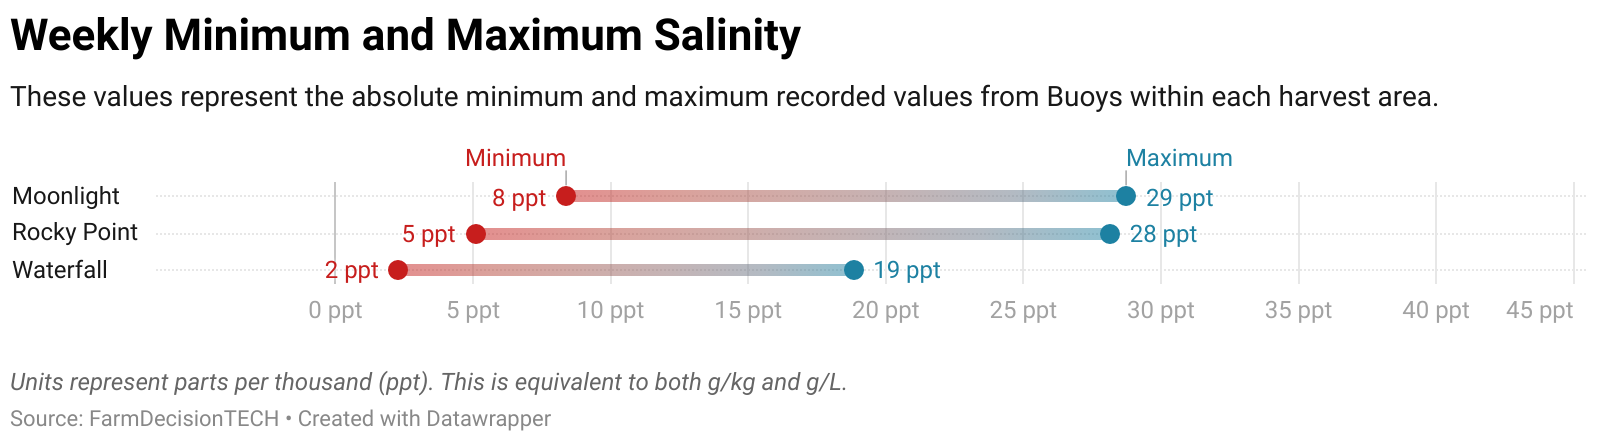 Weekly Minimum and Maximum Salinity
These values represent the absolute minimum and maximum recorded values from Buoys within each harvest area.
Minimum Maximum
Moonlight 8 ppt 29 ppt
Rocky Point 5 ppt 28 ppt
Waterfall 2 ppt 19 ppt
0 ppt 5 ppt 10 ppt 15 ppt 20 ppt 25 ppt 30 ppt 35 ppt 40 ppt 45 ppt
Units represent parts per thousand (ppt). This is equivalent to both g/kg and g/L.
Source: FarmDecisionTECH • Created with Datawrapper